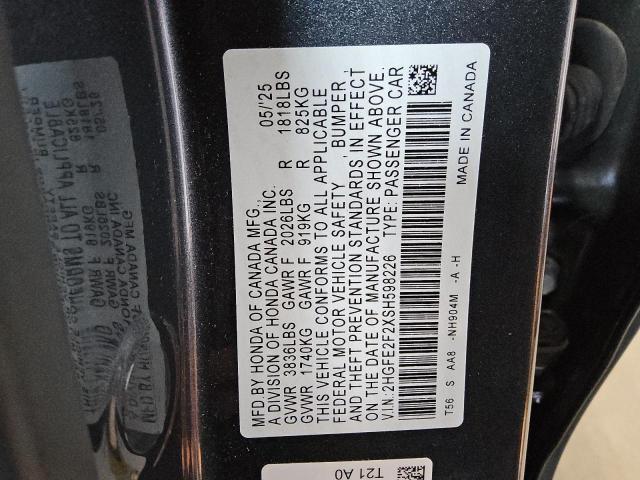 MFD.BY HONDA OF CANADA MFG., 05/'25
A DIVISION OF HONDA CANADA INC.
GVWR 3836LBS GAWR F 2026LBS R 1818LBS
GVWR 1740KG GAWR F 919KG R 825KG
THIS VEHICLE CONFORMS TO ALL APPLICABLE
FEDERAL MOTOR VEHICLE SAFETY, BUMPER,
AND THEFT PREVENTION STANDARDS IN EFFECT
ON THE DATE OF MANUFACTURE SHOWN ABOVE.
V.I.N.:2HGFE2F2XSH598226 TYPE: PASSENGER CAR
T56 S AA8 -NH904M -A -H
MADE IN CANADA
T21 A0